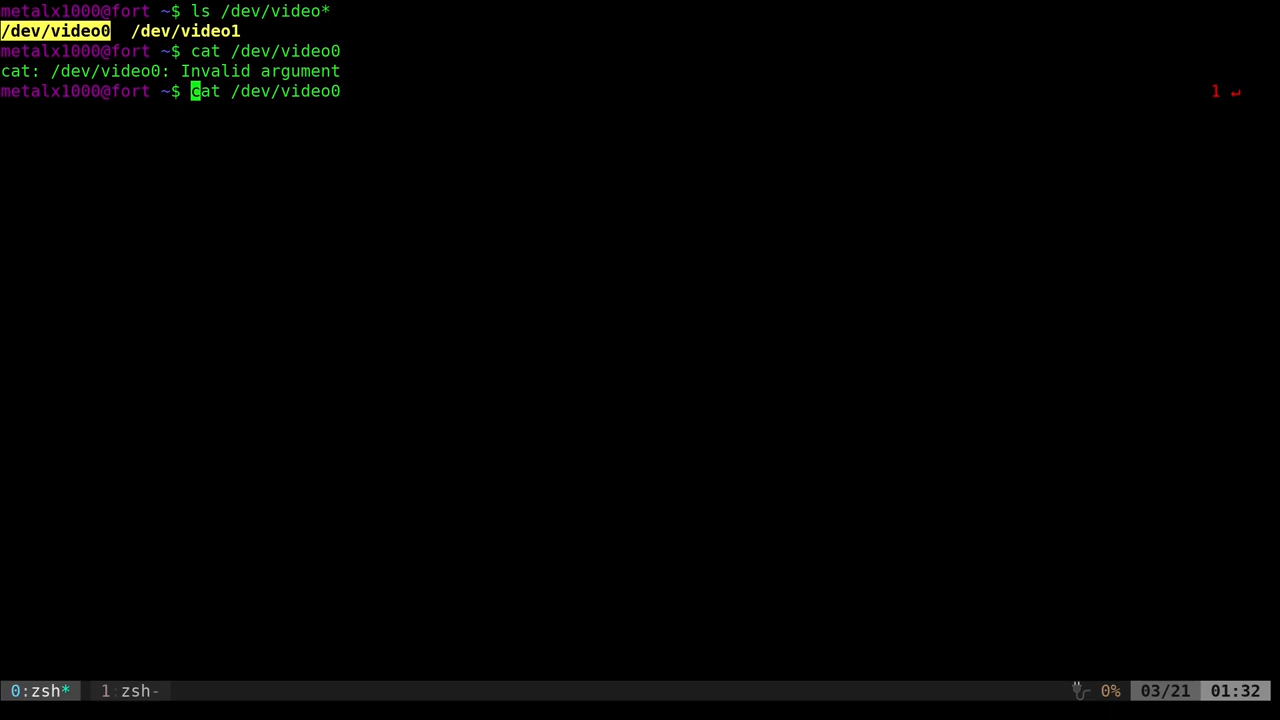 metalx1000@fort ~$ ls /dev/video*
/dev/video0  /dev/video1
metalx1000@fort ~$ cat /dev/video0
cat: /dev/video0: Invalid argument
metalx1000@fort ~$ cat /dev/video0 1 ↵
0:zsh* 1:zsh- 0% 03/21 01:32